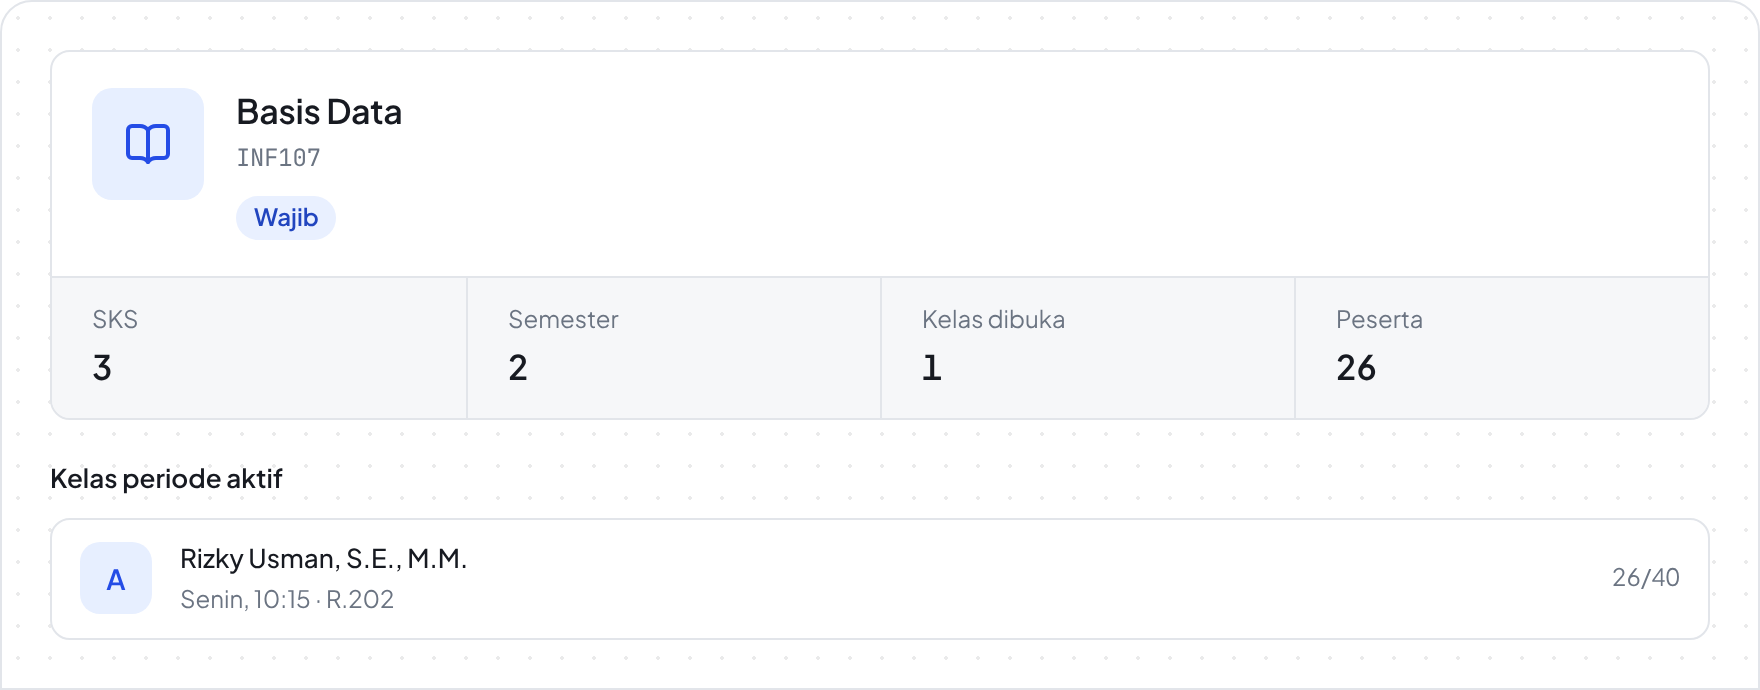 Basis Data
INF107
Wajib
SKS
3
Semester
2
Kelas dibuka
1
Peserta
26
Kelas periode aktif
A
Rizky Usman, S.E., M.M.
Senin, 10:15 · R.202
26/40